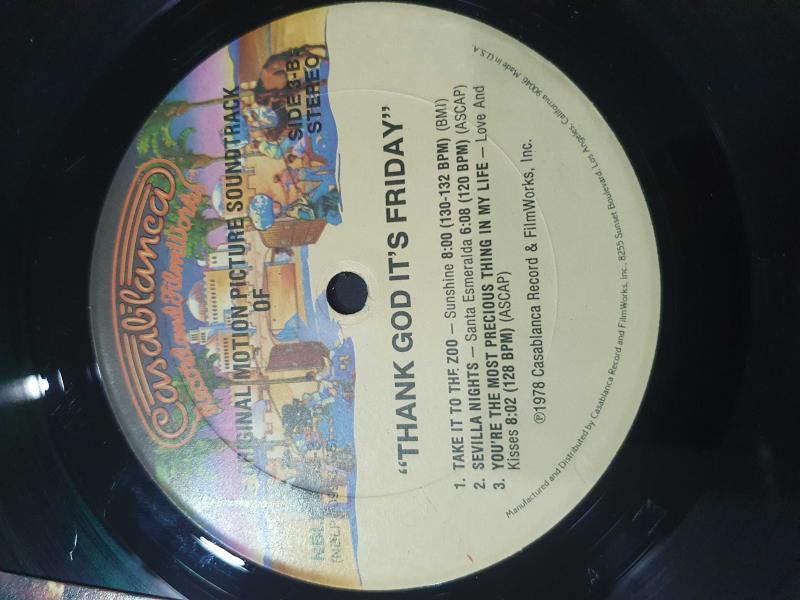 Casablanca
Record and FilmWorks
ORIGINAL MOTION PICTURE SOUNDTRACK
OF
SIDE 3-B
STEREO
"THANK GOD IT'S FRIDAY"
1. TAKE IT TO THE ZOO — Sunshine 8:00 (130-132 BPM) (BMI)
2. SEVILLA NIGHTS — Santa Esmeralda 6:08 (120 BPM) (ASCAP)
3. YOU'RE THE MOST PRECIOUS THING IN MY LIFE — Love And
Kisses 8:02 (128 BPM) (ASCAP)
℗1978 Casablanca Record & FilmWorks, Inc.
Manufactured and Distributed by Casablanca Record and FilmWorks, Inc., 8255 Sunset Boulevard, Los Angeles, California 90046 Made in U.S.A.